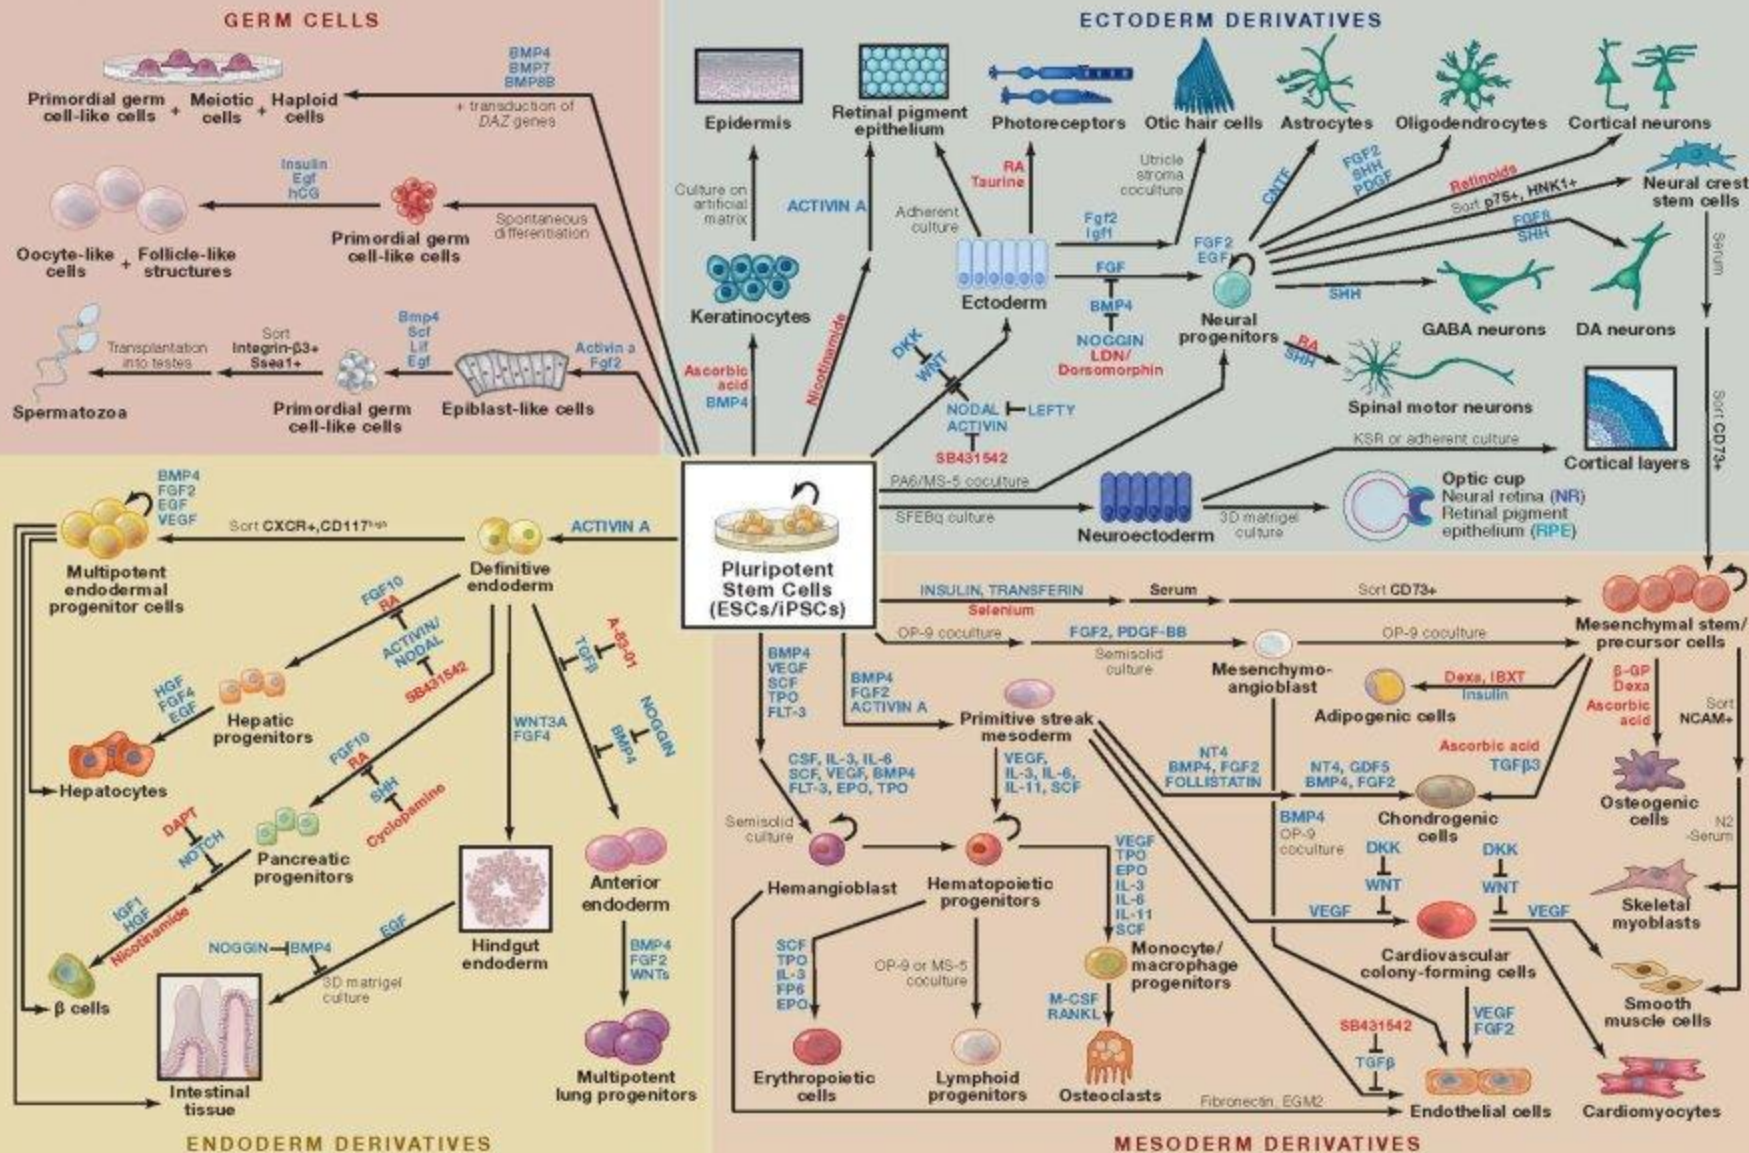 GERM CELLS
BMP4
BMP7
BMP8B
+ transduction of
DAZ genes
Primordial germ
cell-like cells
+
Meiotic
cells
+
Haploid
cells
Insulin
Egf
hCG
Spontaneous
differentiation
Oocyte-like
cells
+
Follicle-like
structures
Primordial germ
cell-like cells
Transplantation
into testes
Sort
Integrin-β3+
Ssea1+
Bmp4
Scf
Lif
Egf
Activin a
Fgf2
Spermatozoa
Primordial germ
cell-like cells
Epiblast-like cells
ECTODERM DERIVATIVES
Epidermis
Retinal pigment
epithelium
Photoreceptors
Otic hair cells
Astrocytes
Oligodendrocytes
Cortical neurons
Culture on
artificial
matrix
ACTIVIN A
Adherent
culture
RA
Taurine
Utricle
stroma
coculture
CNTF
FGF2
SHH
PDGF
Retinoids
Sort p75+, HNK1+
FGF8
SHH
Neural crest
stem cells
Serum
Keratinocytes
Ectoderm
Fgf2
Igf1
FGF
BMP4
NOGGIN
LDN/
Dorsomorphin
FGF2
EGF
Neural
progenitors
SHH
GABA neurons
DA neurons
RA
SHH
Spinal motor neurons
Ascorbic
acid
BMP4
Nicotinamide
DKK
WNT
NODAL
ACTIVIN
LEFTY
SB431542
PA6/MS-5 coculture
SFEBq culture
Neuroectoderm
KSR or adherent culture
Cortical layers
3D matrigel
culture
Optic cup
Neural retina (NR)
Retinal pigment
epithelium (RPE)
Sort CD73+
Pluripotent
Stem Cells
(ESCs/iPSCs)
BMP4
FGF2
EGF
VEGF
Sort CXCR+,CD117high
ACTIVIN A
Multipotent
endodermal
progenitor cells
Definitive
endoderm
FGF10
RA
ACTIVIN/
NODAL
SB431542
A-83-01
TGFβ
HGF
FGF4
EGF
Hepatic
progenitors
WNT3A
FGF4
NOGGIN
BMP4
Hepatocytes
FGF10
RA
SHH
Cyclopamine
DAPT
NOTCH
Pancreatic
progenitors
IGF1
HGF
Nicotinamide
β cells
NOGGIN
BMP4
EGF
3D matrigel
culture
Hindgut
endoderm
Anterior
endoderm
BMP4
FGF2
WNTs
Intestinal
tissue
Multipotent
lung progenitors
ENDODERM DERIVATIVES
INSULIN, TRANSFERIN
Selenium
Serum
Sort CD73+
OP-9 coculture
FGF2, PDGF-BB
Semisolid
culture
OP-9 coculture
Mesenchymo-
angioblast
Mesenchymal stem/
precursor cells
BMP4
VEGF
SCF
TPO
FLT-3
BMP4
FGF2
ACTIVIN A
Primitive streak
mesoderm
Dexa, IBXT
Insulin
Adipogenic cells
β-GP
Dexa
Ascorbic
acid
Sort
NCAM+
CSF, IL-3, IL-6
SCF, VEGF, BMP4
FLT-3, EPO, TPO
VEGF,
IL-3, IL-6,
IL-11, SCF
NT4
BMP4, FGF2
FOLLISTATIN
NT4, GDF5
BMP4, FGF2
Ascorbic acid
TGFβ3
Chondrogenic
cells
Osteogenic
cells
Semisolid
culture
Hemangioblast
Hematopoietic
progenitors
VEGF
TPO
EPO
IL-3
IL-6
IL-11
SCF
BMP4
OP-9
coculture
DKK
WNT
VEGF
DKK
WNT
VEGF
N2
-Serum
Skeletal
myoblasts
Cardiovascular
colony-forming cells
Smooth
muscle cells
SCF
TPO
IL-3
FP6
EPO
OP-9 or MS-5
coculture
Monocyte/
macrophage
progenitors
M-CSF
RANKL
SB431542
TGFβ
VEGF
FGF2
Erythropoietic
cells
Lymphoid
progenitors
Osteoclasts
Fibronectin, EGM2
Endothelial cells
Cardiomyocytes
MESODERM DERIVATIVES